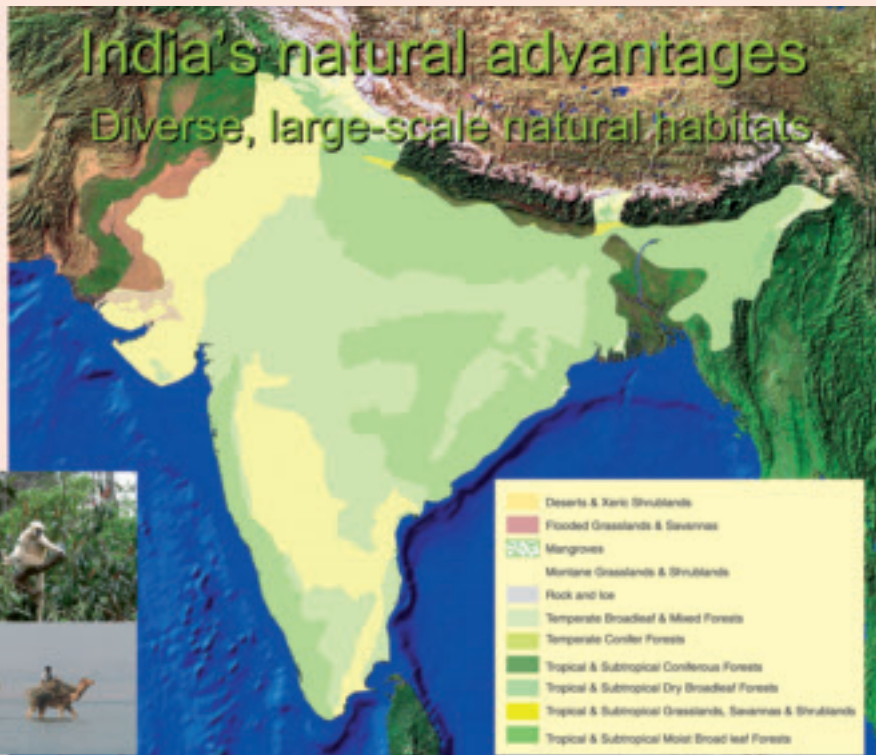 India's natural advantages
Diverse, large-scale natural habitats
Deserts & Xeric Shrublands
Flooded Grasslands & Savannas
Mangroves
Montane Grasslands & Shrublands
Rock and Ice
Temperate Broadleaf & Mixed Forests
Temperate Conifer Forests
Tropical & Subtropical Coniferous Forests
Tropical & Subtropical Dry Broadleaf Forests
Tropical & Subtropical Grasslands, Savannas & Shrublands
Tropical & Subtropical Moist Broad leaf Forests